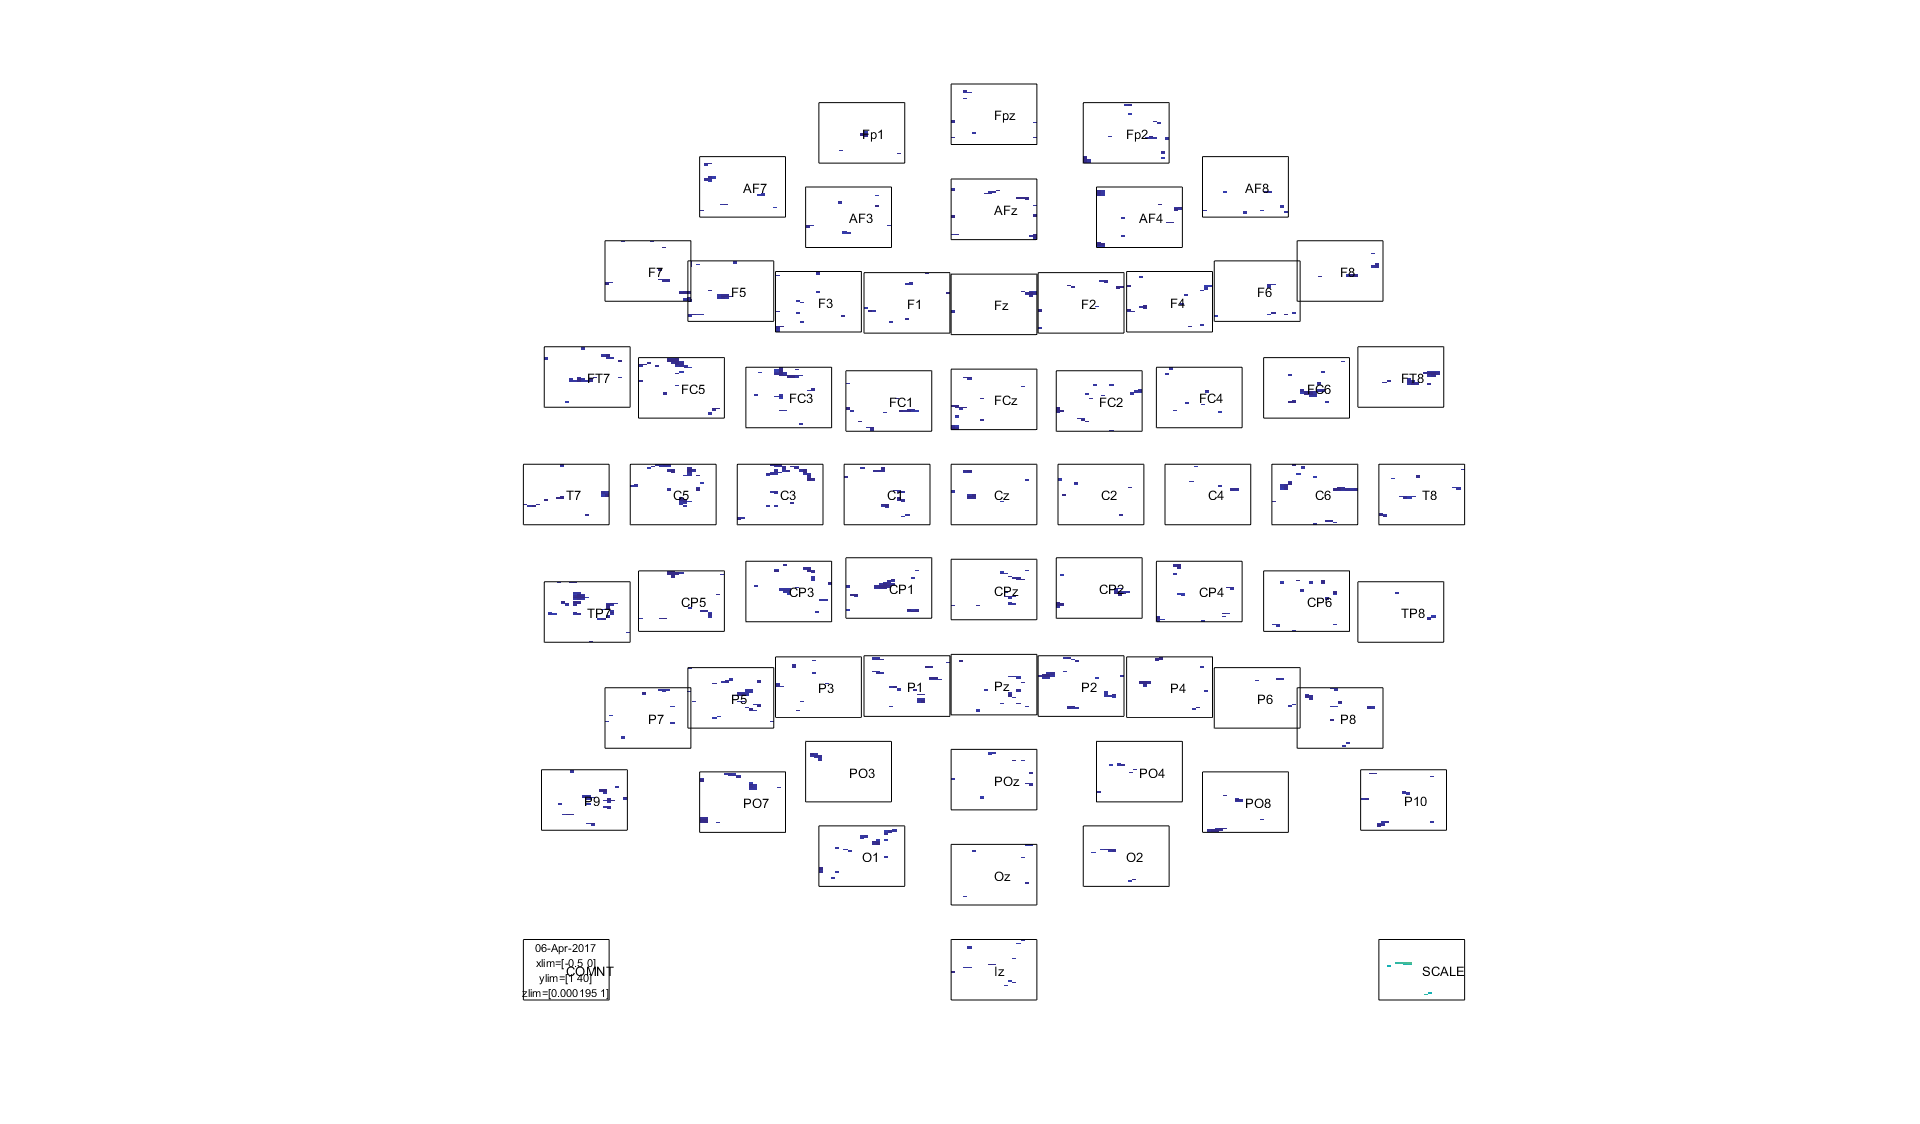 Fpz
Fp1
Fp2
AF7
AF8
AFz
AF3
AF4
F7
F8
F5
F6
F3
F1
Fz
F2
F4
FT7
FT8
FC5
FC6
FC3
FC4
FCz
FC1
FC2
T7
C5
C3
C1
Cz
C2
C4
C6
T8
CP1
CP2
CPz
CP3
CP4
CP5
CP6
TP7
TP8
Pz
P1
P2
P3
P4
P5
P6
P7
P8
PO3
PO4
POz
P9
P10
PO7
PO8
O1
O2
Oz
06-Apr-2017
xlim=[-0.5 0]
COMNT
ylim=[1 40]
zlim=[0.000195 1]
Iz
SCALE